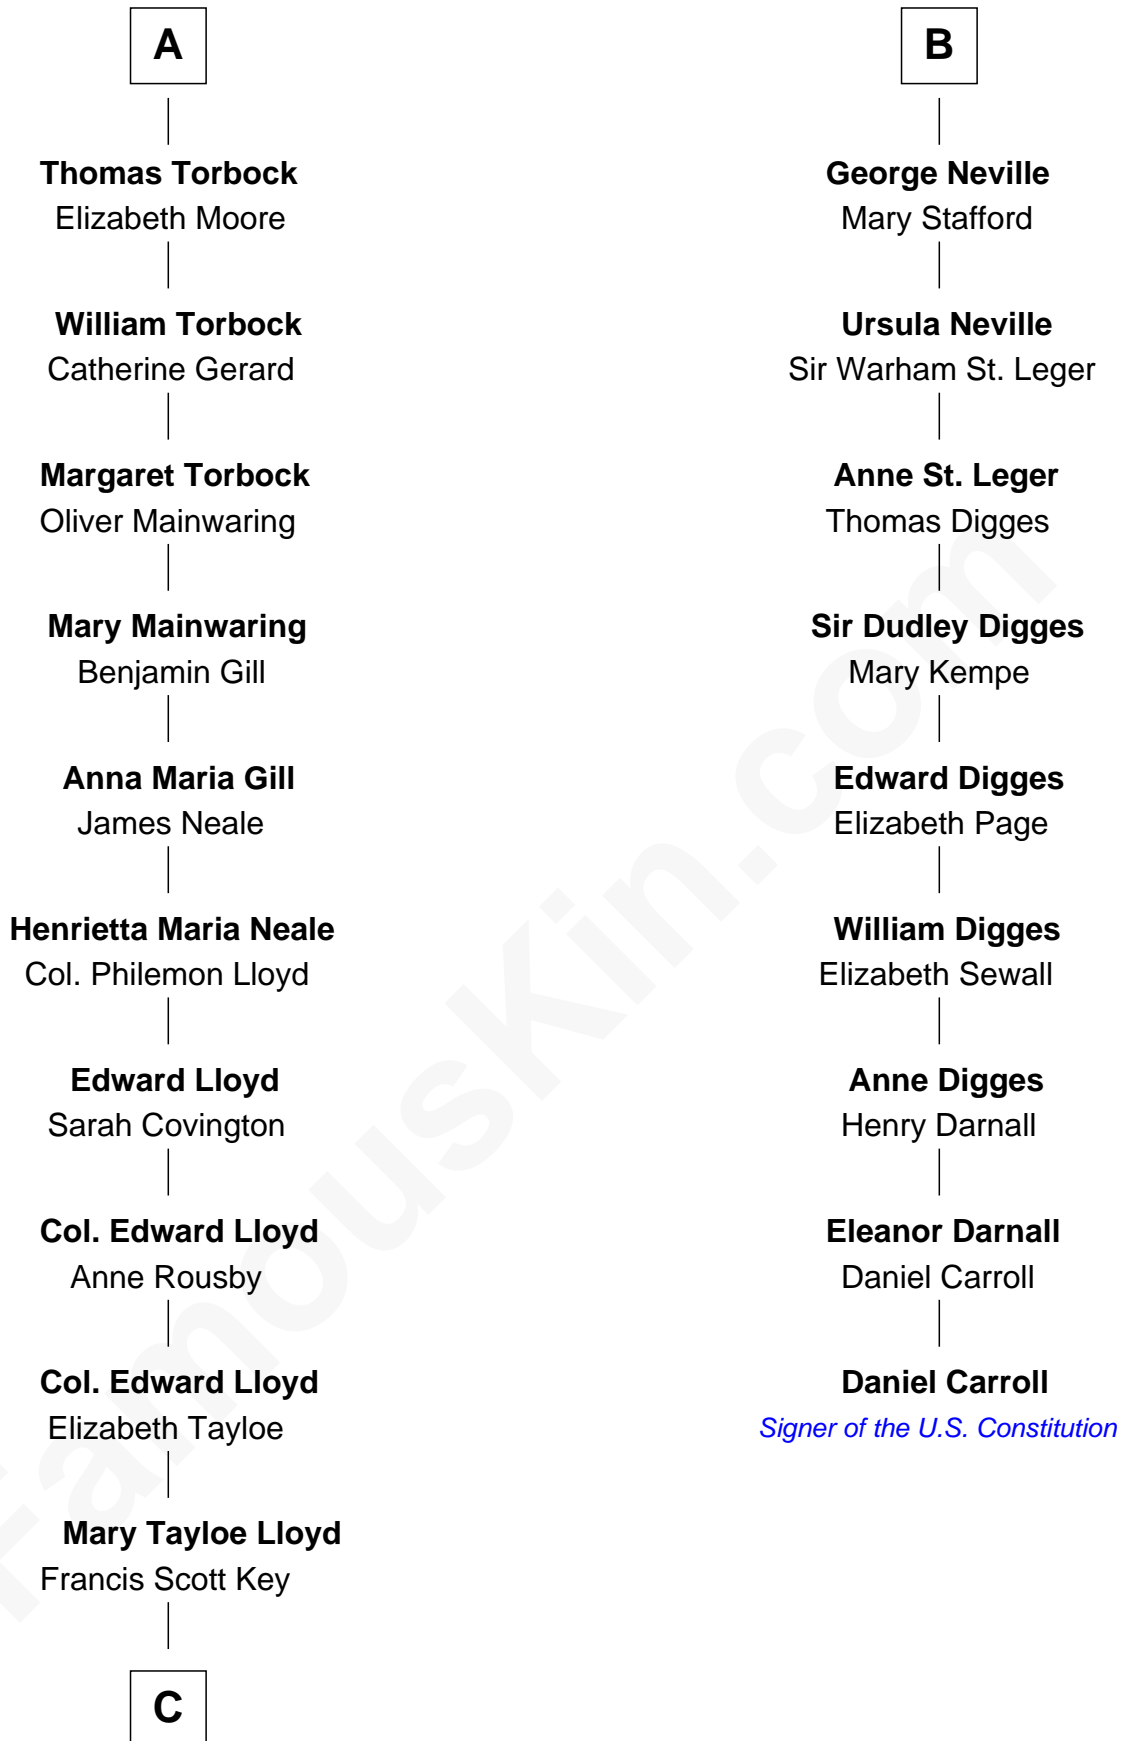 A
Thomas Torbock
Elizabeth Moore
William Torbock
Catherine Gerard
Margaret Torbock
Oliver Mainwaring
Mary Mainwaring
Benjamin Gill
Anna Maria Gill
James Neale
Henrietta Maria Neale
Col. Philemon Lloyd
Edward Lloyd
Sarah Covington
Col. Edward Lloyd
Anne Rousby
Col. Edward Lloyd
Elizabeth Tayloe
Mary Tayloe Lloyd
Francis Scott Key
C
B
George Neville
Mary Stafford
Ursula Neville
Sir Warham St. Leger
Anne St. Leger
Thomas Digges
Sir Dudley Digges
Mary Kempe
Edward Digges
Elizabeth Page
William Digges
Elizabeth Sewall
Anne Digges
Henry Darnall
Eleanor Darnall
Daniel Carroll
Daniel Carroll
Signer of the U.S. Constitution
FamousKin.com